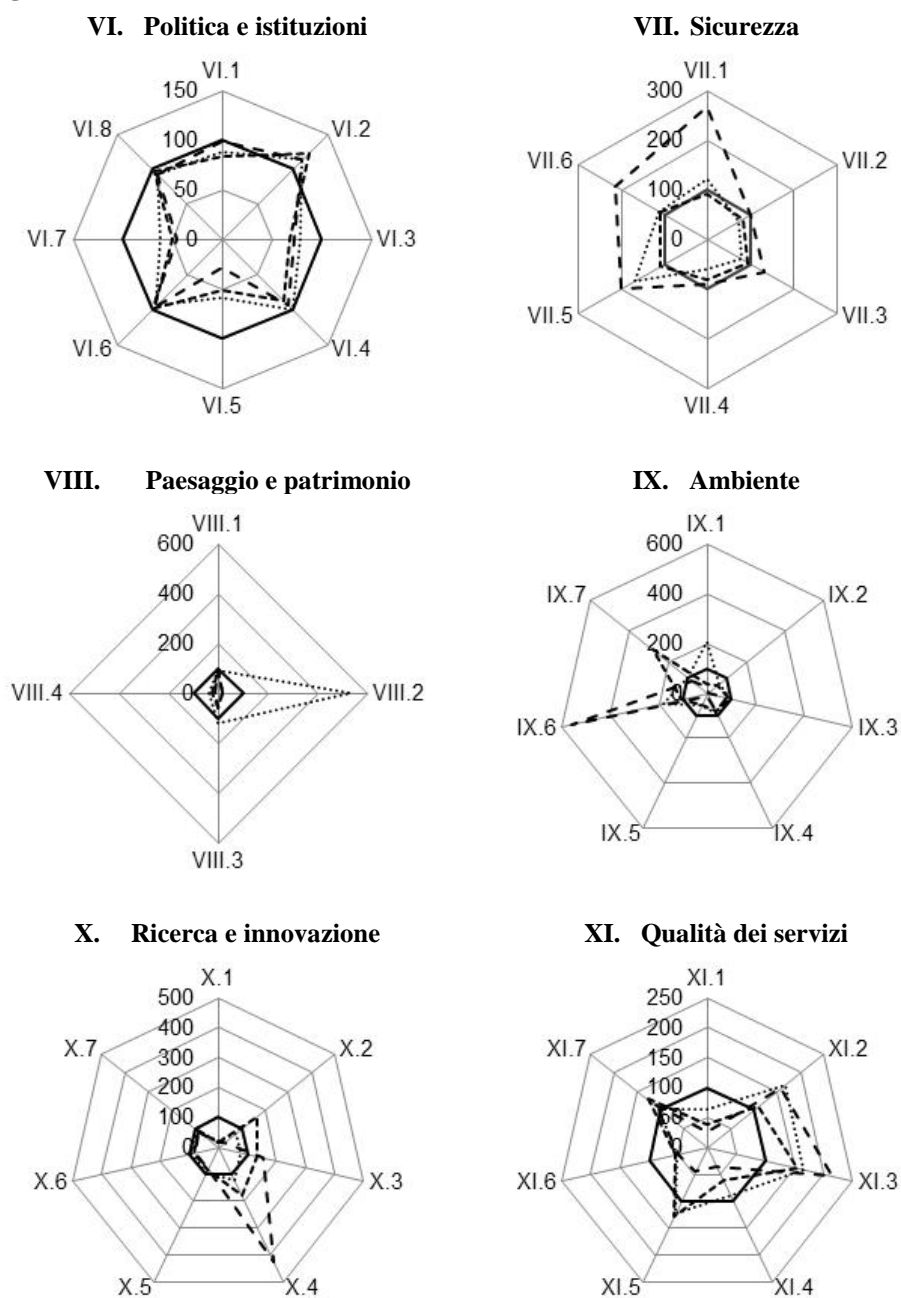 VI. Politica e istituzioni
VII. Sicurezza
VI.1
150
VI.8
VI.2
100
50
VI.7
0
VI.3
VI.6
VI.4
VI.5
VII.1
300
VII.6
200
VII.2
100
0
VII.5
VII.3
VII.4
VIII. Paesaggio e patrimonio
IX. Ambiente
VIII.1
600
400
200
VIII.4
0
VIII.2
VIII.3
IX.1
600
IX.7
400
IX.2
200
0
IX.6
IX.3
IX.5
IX.4
X. Ricerca e innovazione
XI. Qualità dei servizi
X.1
500
400
X.7
X.2
300
200
100
0
X.6
X.3
X.5
X.4
XI.1
250
200
XI.7
XI.2
150
100
50
0
XI.6
XI.3
XI.5
XI.4